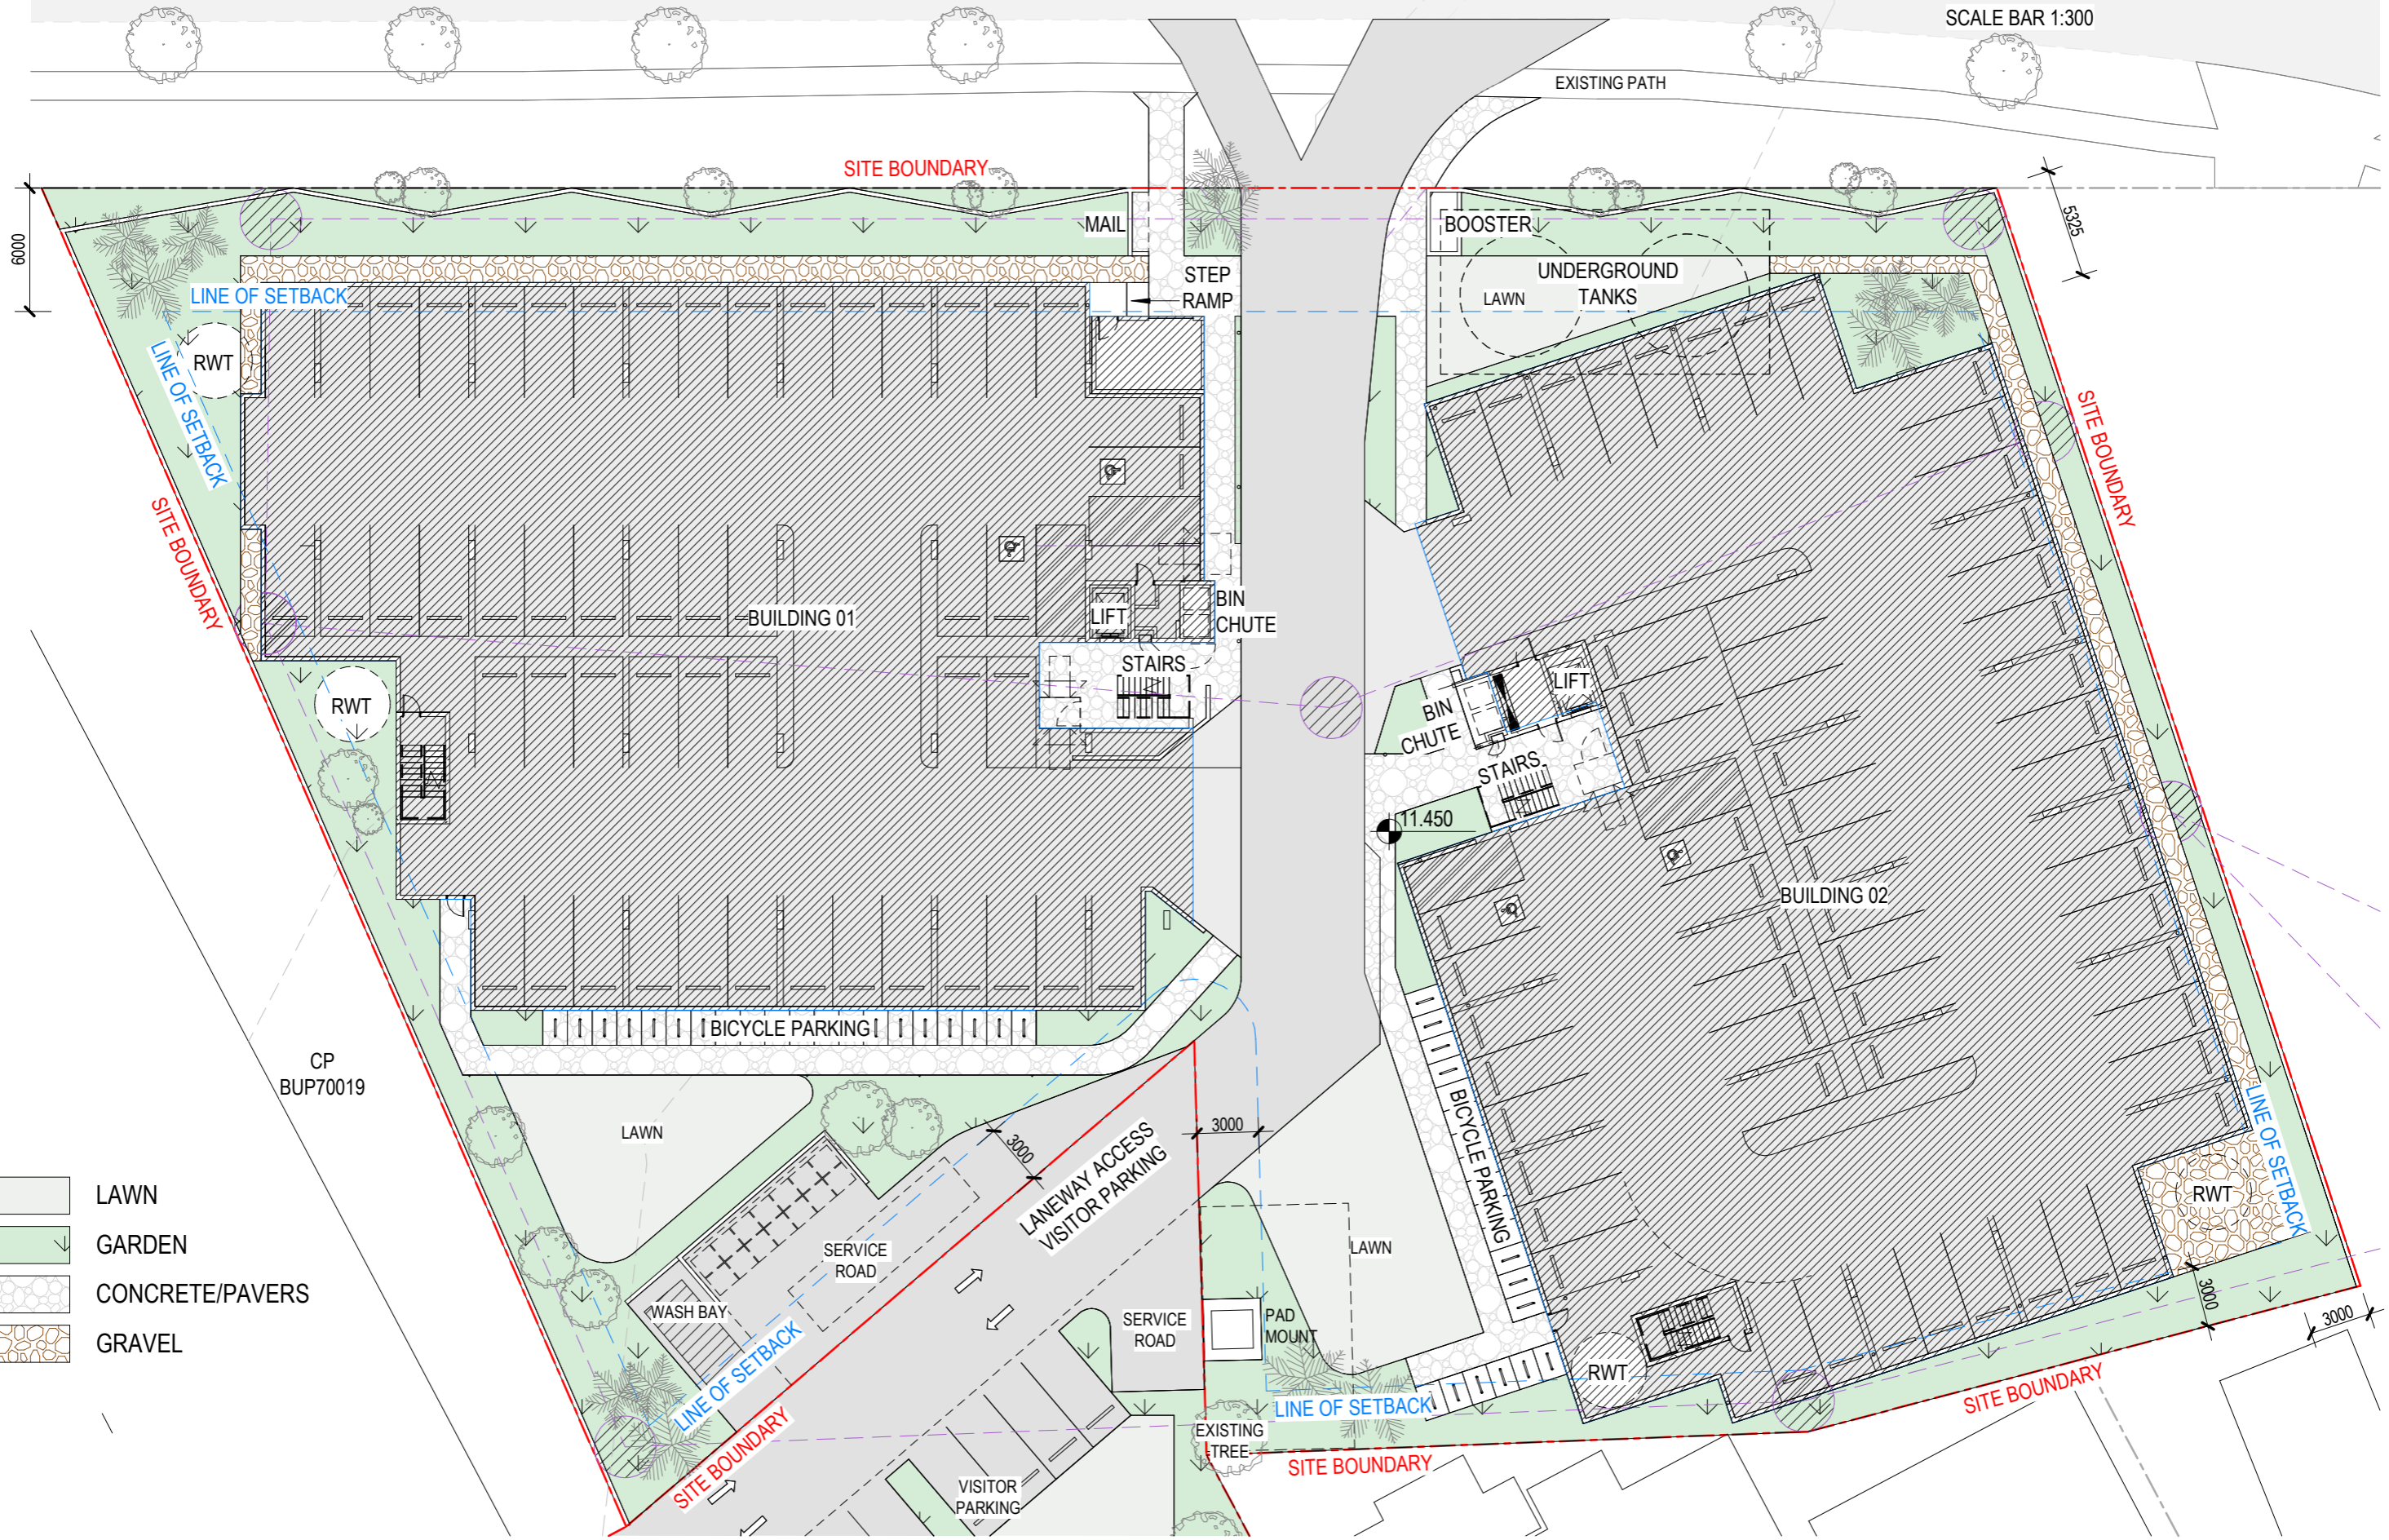 SCALE BAR 1:300
EXISTING PATH
SITE BOUNDARY
6000
MAIL
BOOSTER
5325
STEP
RAMP
UNDERGROUND
TANKS
LAWN
LINE OF SETBACK
RWT
LINE OF SETBACK
SITE BOUNDARY
SITE BOUNDARY
BUILDING 01
LIFT
BIN
CHUTE
STAIRS
RWT
LIFT
BIN
CHUTE
STAIRS
11.450
BUILDING 02
BICYCLE PARKING
CP
BUP70019
LAWN
3000
3000
LANEWAY ACCESS
VISITOR PARKING
BICYCLE PARKING
LINE OF SETBACK
RWT
LAWN
GARDEN
CONCRETE/PAVERS
GRAVEL
SERVICE
ROAD
WASH BAY
LAWN
SERVICE
ROAD
PAD
MOUNT
3000
3000
LINE OF SETBACK
RWT
LINE OF SETBACK
SITE BOUNDARY
EXISTING
TREE
SITE BOUNDARY
SITE BOUNDARY
VISITOR
PARKING